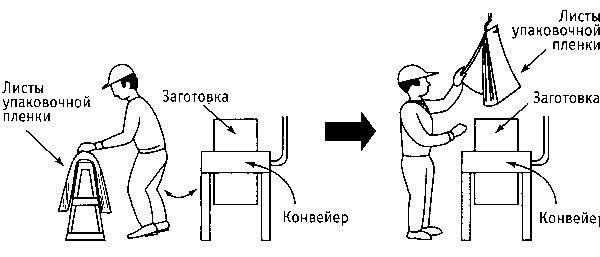 Листы
упаковочной
пленки
Заготовка
Конвейер
Листы
упаковочной
пленки
Заготовка
Конвейер